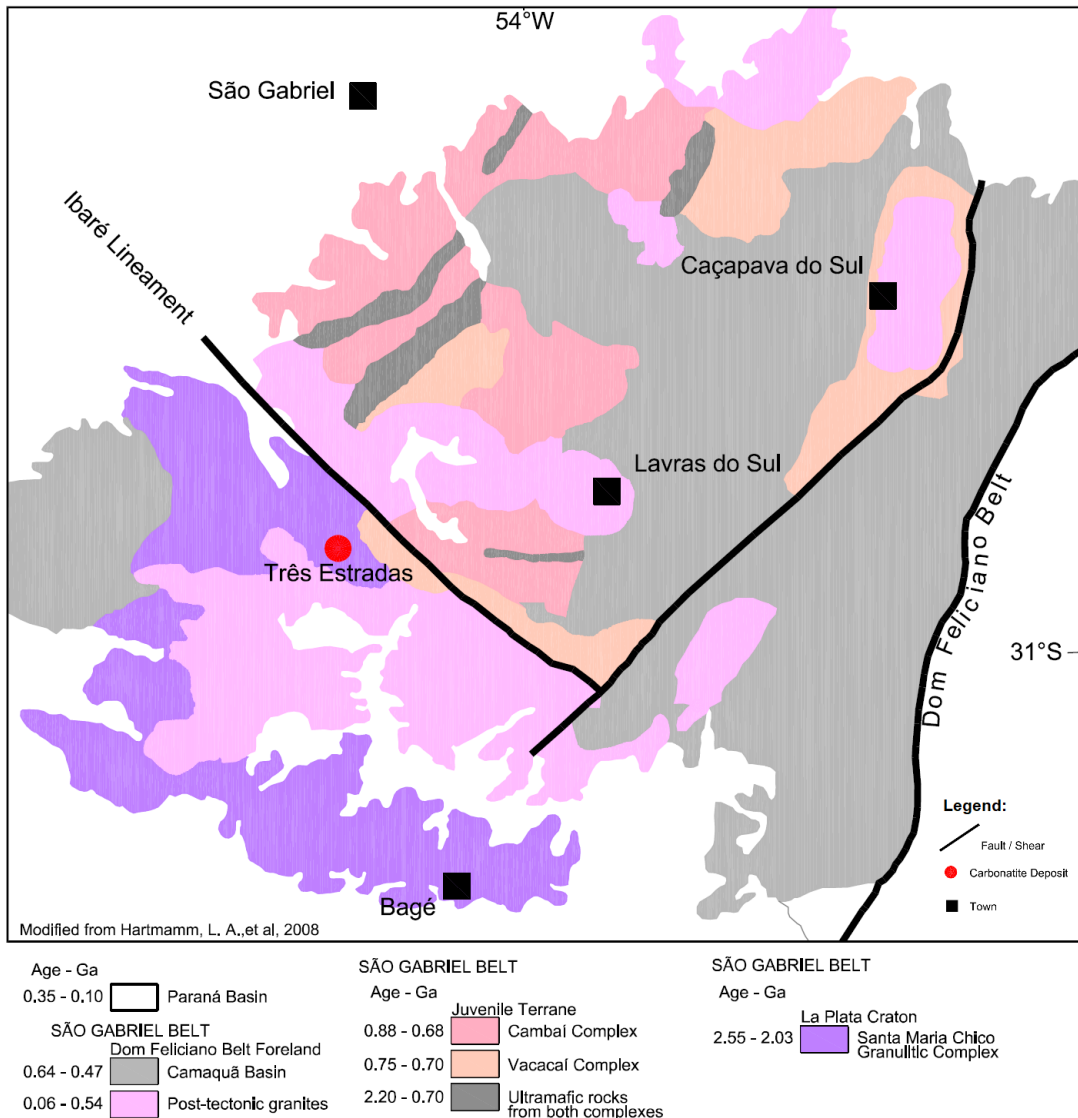 54°W
São Gabriel
Ibaré Lineament
Caçapava do Sul
Lavras do Sul
Três Estradas
31°S
Dom Feliciano Belt
Bagé
Legend:
Fault / Shear
Carbonatite Deposit
Town
Modified from Hartmamm, L. A.,et al, 2008
Age - Ga
0.35 - 0.10 Paraná Basin
SÃO GABRIEL BELT
Dom Feliciano Belt Foreland
0.64 - 0.47 Camaquã Basin
0.06 - 0.54 Post-tectonic granites
SÃO GABRIEL BELT
Age - Ga
Juvenile Terrane
0.88 - 0.68 Cambaí Complex
0.75 - 0.70 Vacacaí Complex
2.20 - 0.70 Ultramafic rocks
from both complexes
SÃO GABRIEL BELT
Age - Ga
La Plata Craton
2.55 - 2.03 Santa Maria Chico
Granulltic Complex